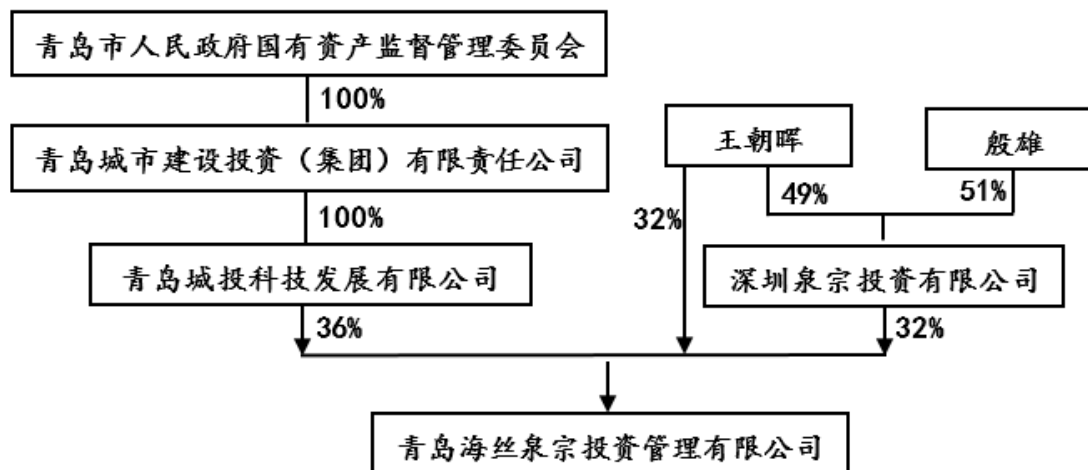 青岛市人民政府国有资产监督管理委员会
100%
青岛城市建设投资（集团）有限责任公司
王朝晖
殷雄
100%
32%
49%
51%
青岛城投科技发展有限公司
深圳泉宗投资有限公司
36%
32%
青岛海丝泉宗投资管理有限公司